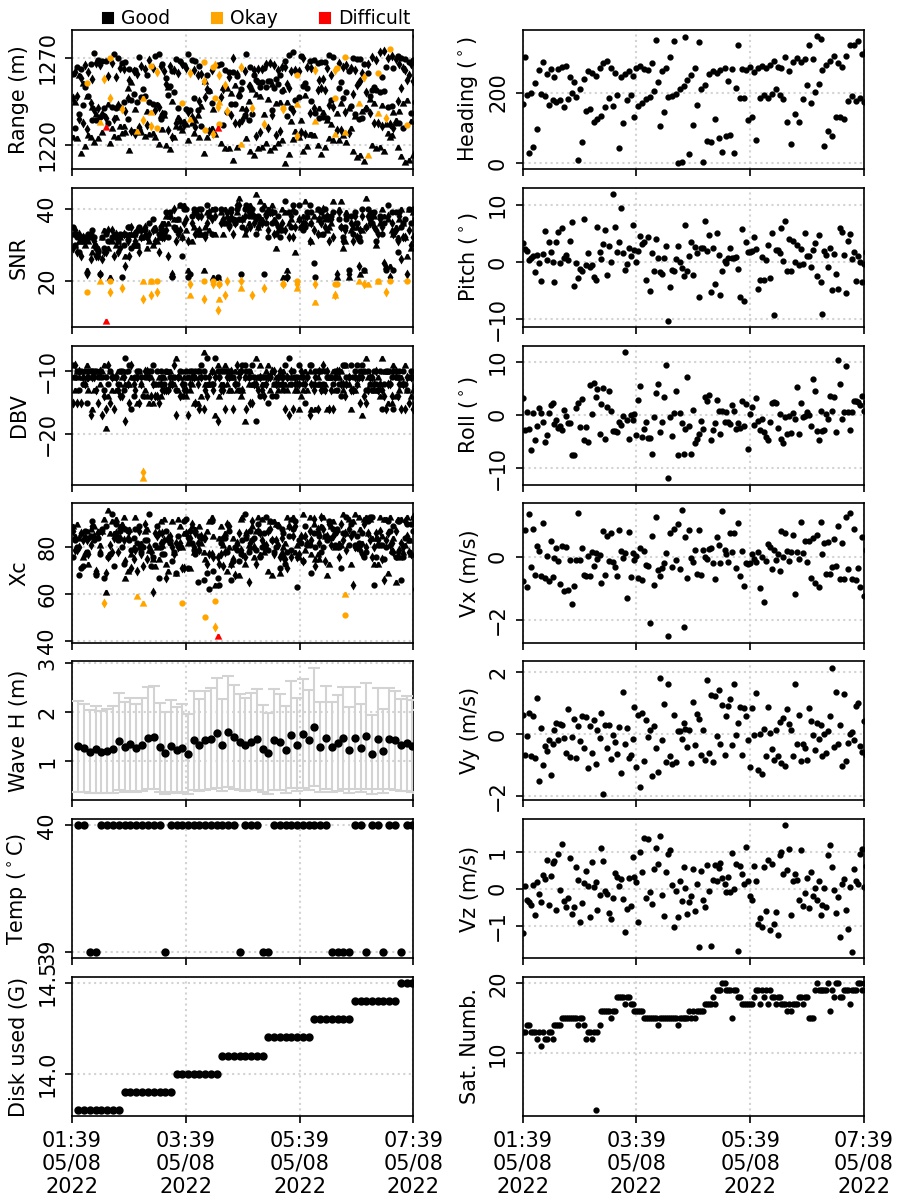 Good Okay Difficult
Range (m)
1270
1220
Heading (°)
200
0
SNR
40
20
Pitch (°)
10
0
−10
DBV
−10
−20
Roll (°)
10
0
−10
Xc
80
60
40
Vx (m/s)
0
−2
Wave H (m)
3
2
1
Vy (m/s)
2
0
−2
Temp (°C)
40
39
Vz (m/s)
1
0
−1
Disk used (G)
14.5
14.0
Sat. Numb.
20
10
01:39 03:39 05:39 07:39
05/08 05/08 05/08 05/08
2022 2022 2022 2022
01:39 03:39 05:39 07:39
05/08 05/08 05/08 05/08
2022 2022 2022 2022